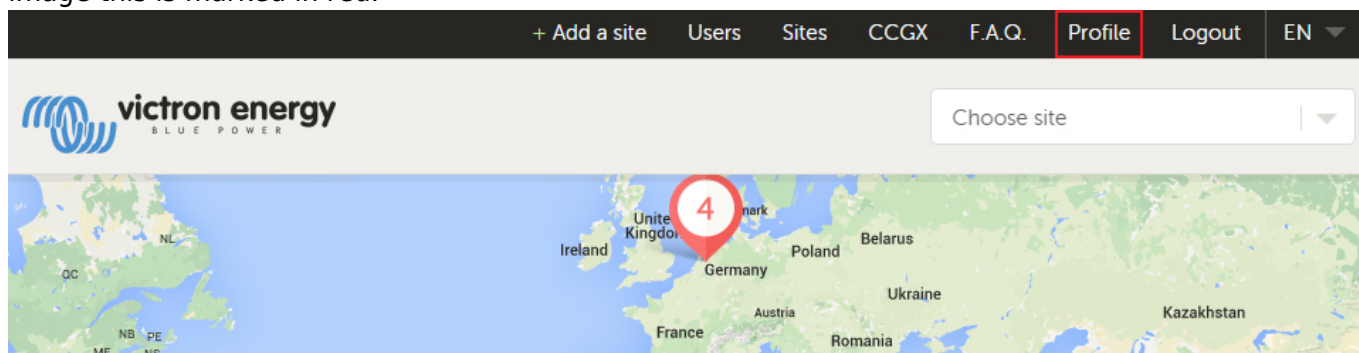 + Add a site Users Sites CCGX F.A.Q. Profile Logout EN
victron energy
BLUE POWER
Choose site
4
NL
QC
NB PE
Ireland
Kingdom
Germany
Poland
Belarus
Ukraine
Austria
France
Romania
Kazakhstan